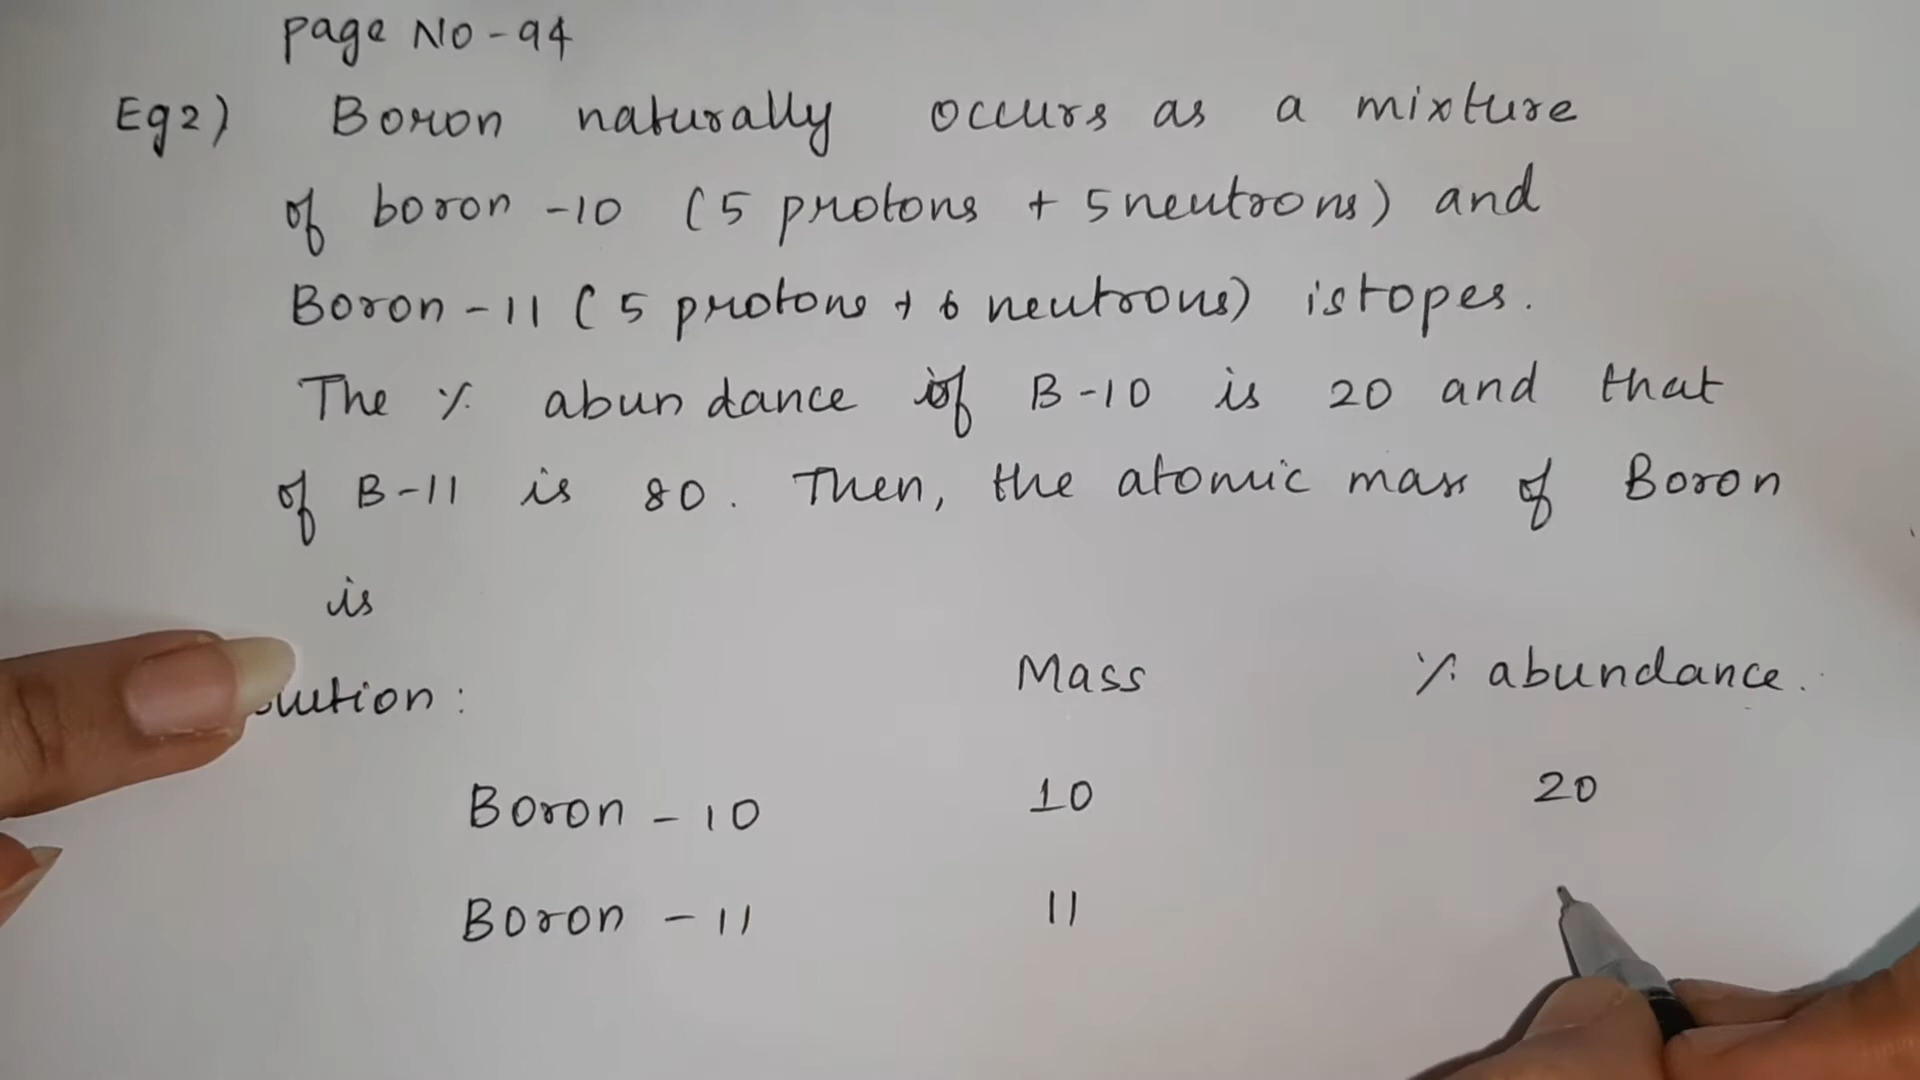 page No - 94
Eg2) Boron naturally occurs as a mixture
of boron -10 (5 protons + 5 neutrons) and
Boron - 11 (5 protons + 6 neutrons) istopes.
The % abundance of B-10 is 20 and that
of B-11 is 80. Then, the atomic mass of Boron
is
lution :
Mass % abundance.
Boron - 10 10 20
Boron - 11 11